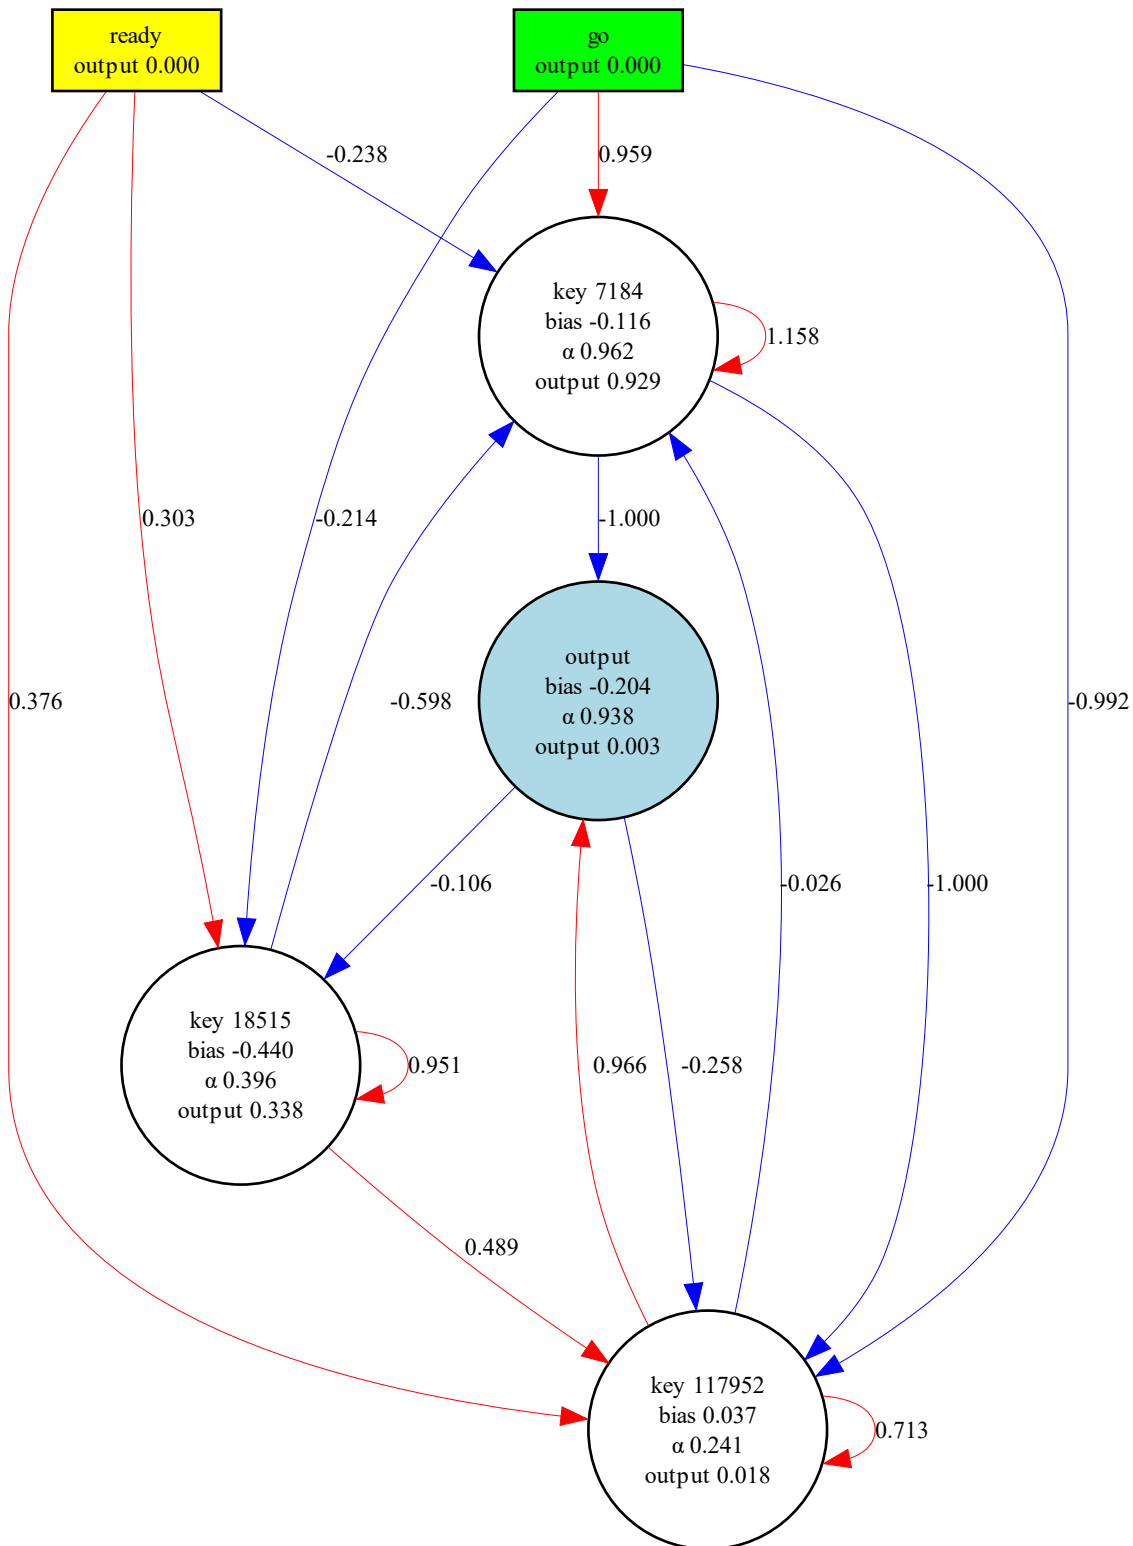 ready
output 0.000
go
output 0.000
-0.238
0.959
key 7184
bias -0.116
α 0.962
output 0.929
1.158
0.303
-0.214
-1.000
output
bias -0.204
α 0.938
output 0.003
0.376
-0.598
-0.992
-0.106
-0.026
-1.000
key 18515
bias -0.440
α 0.396
output 0.338
0.951
0.966
-0.258
0.489
key 117952
bias 0.037
α 0.241
output 0.018
0.713